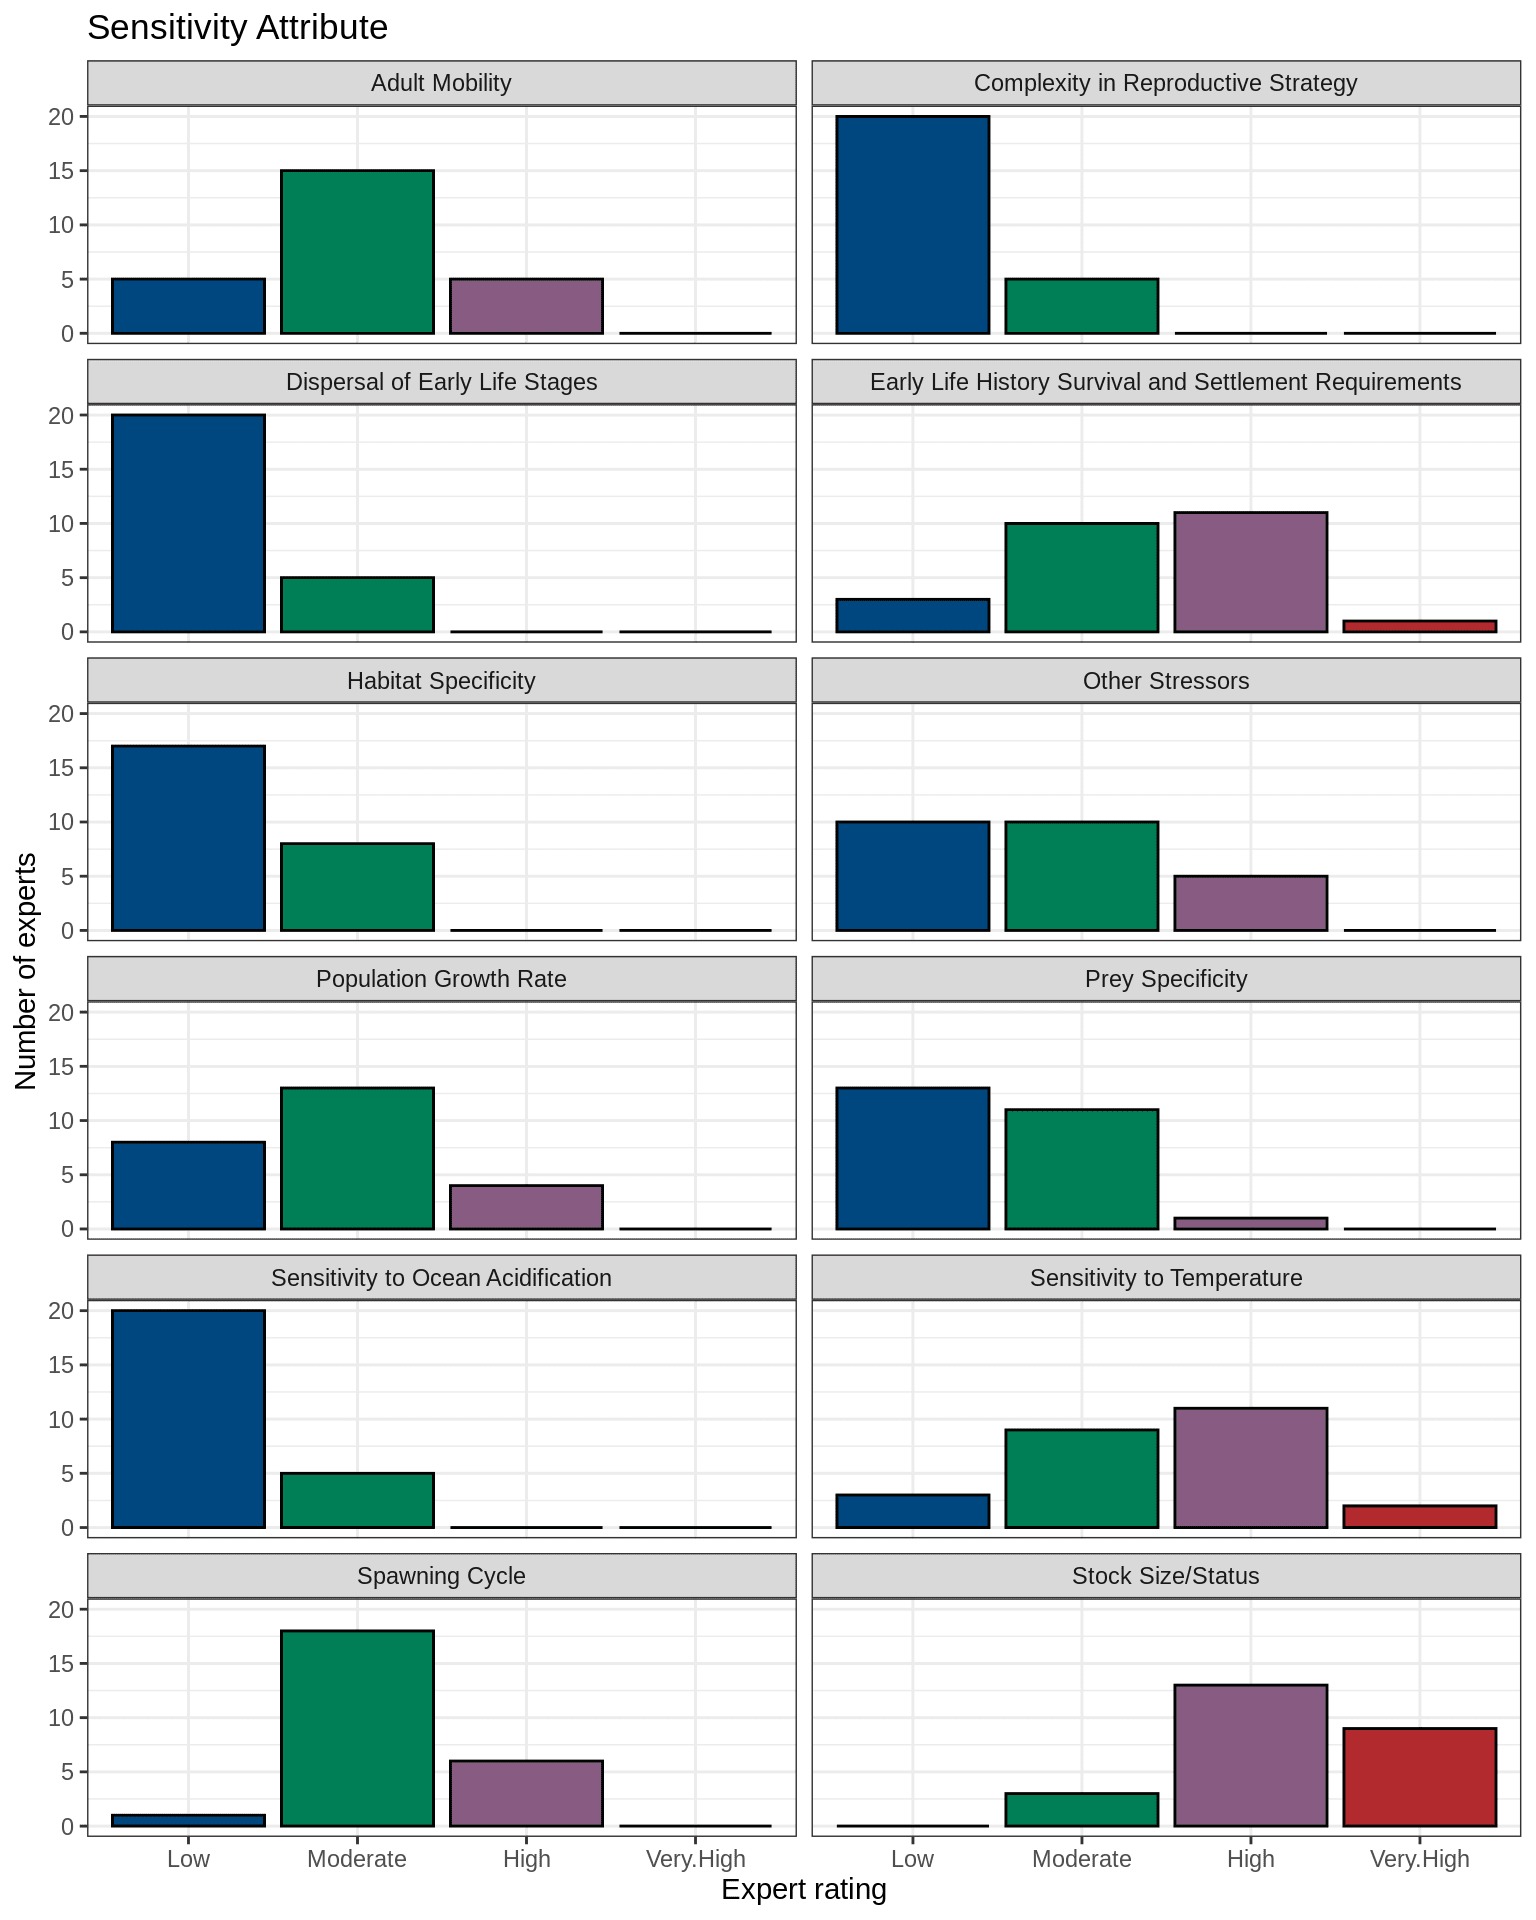 Sensitivity Attribute
Adult Mobility
Complexity in Reproductive Strategy
20
15
10
5
0
Dispersal of Early Life Stages
Early Life History Survival and Settlement Requirements
20
15
10
5
0
Habitat Specificity
Other Stressors
20
15
10
5
0
Number of experts
Population Growth Rate
Prey Specificity
20
15
10
5
0
Sensitivity to Ocean Acidification
Sensitivity to Temperature
20
15
10
5
0
Spawning Cycle
Stock Size/Status
20
15
10
5
0
Low Moderate High Very.High Low Moderate High Very.High
Expert rating